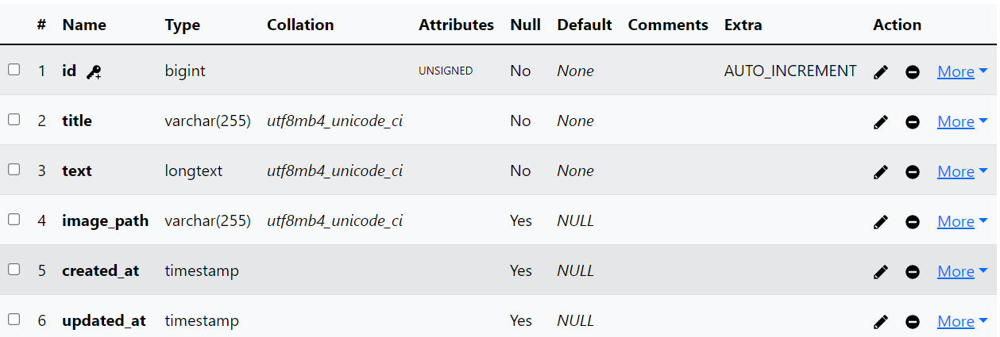 # Name Type Collation Attributes Null Default Comments Extra Action
1 id bigint UNSIGNED No None AUTO_INCREMENT More
2 title varchar(255) utf8mb4_unicode_ci No None More
3 text longtext utf8mb4_unicode_ci No None More
4 image_path varchar(255) utf8mb4_unicode_ci Yes NULL More
5 created_at timestamp Yes NULL More
6 updated_at timestamp Yes NULL More